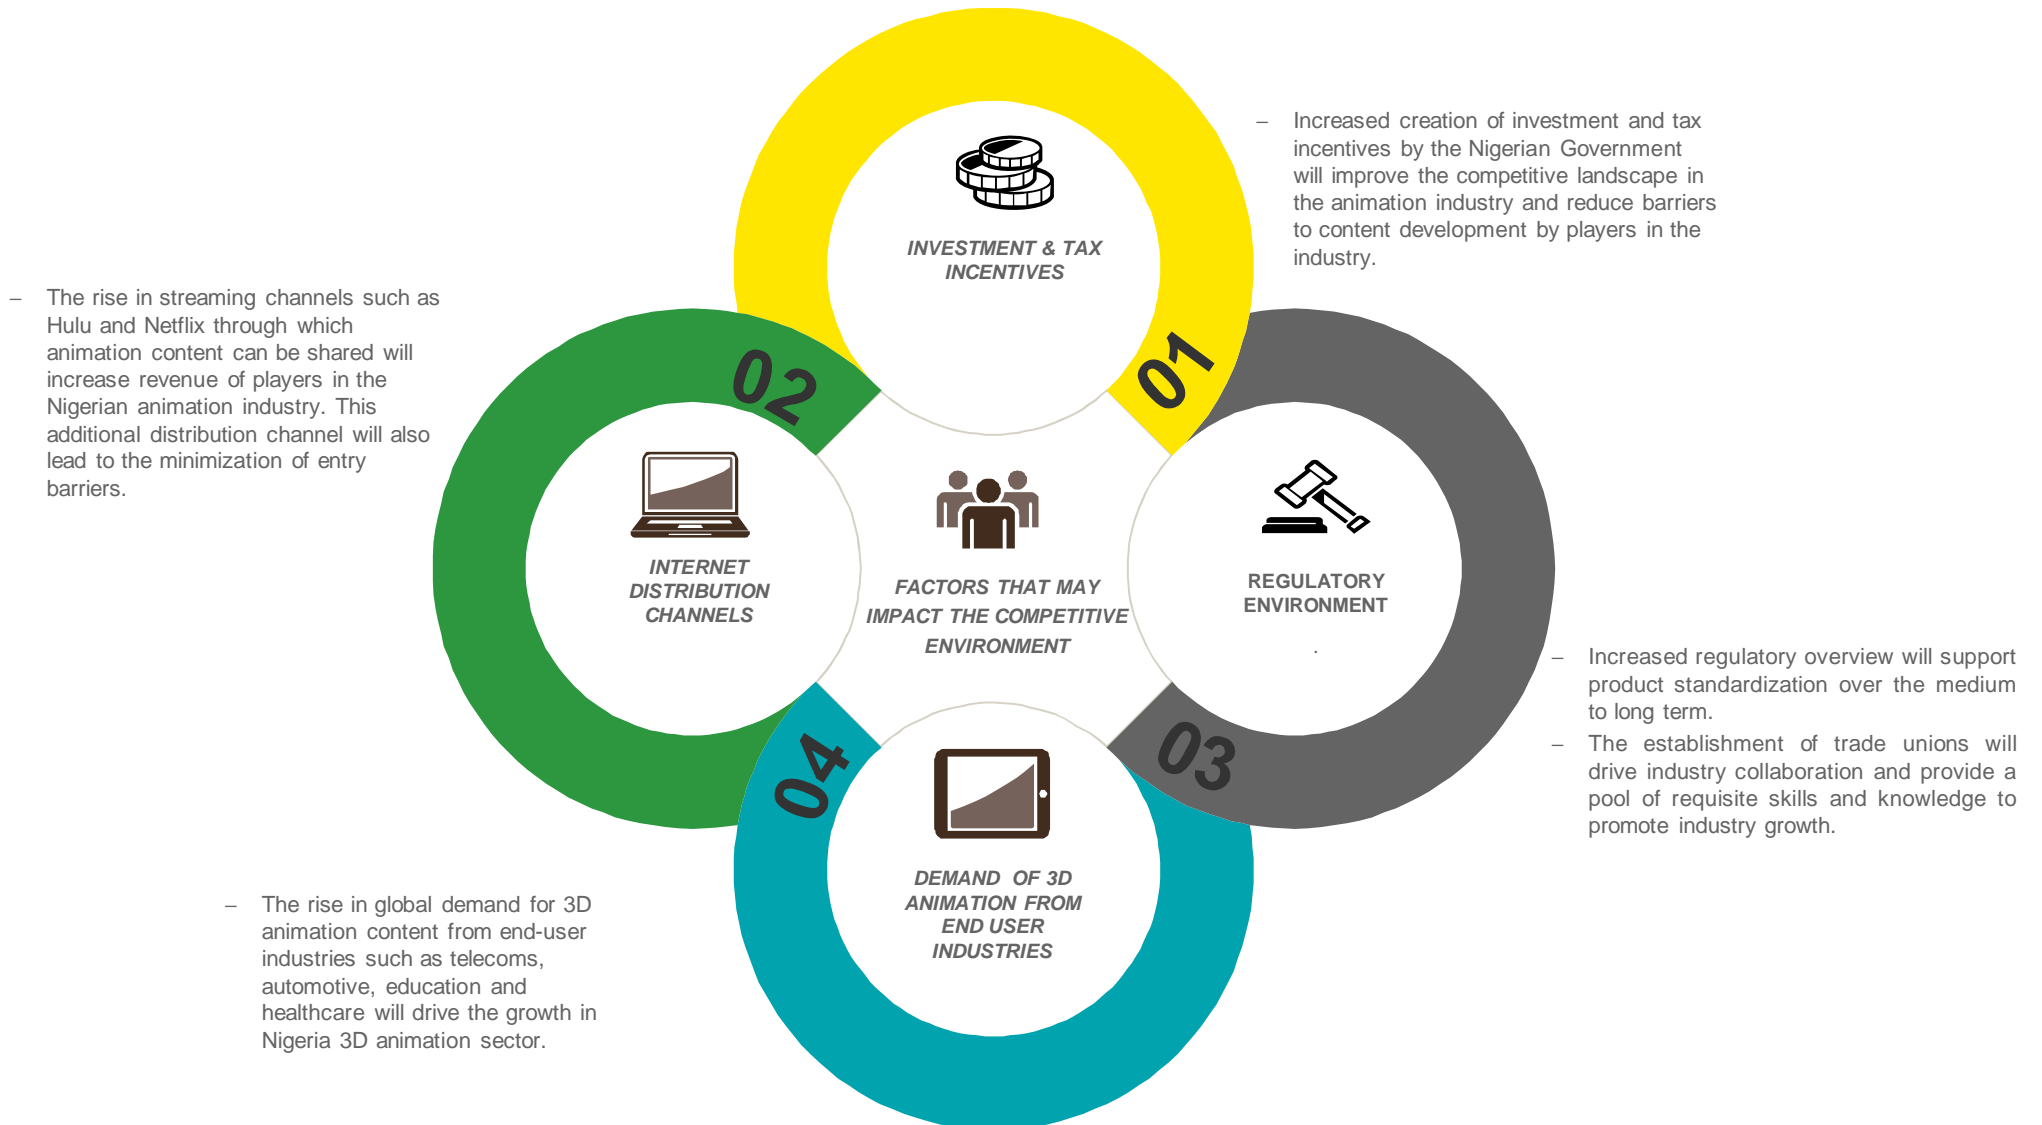 INVESTMENT & TAX
INCENTIVES
01
– Increased creation of investment and tax
incentives by the Nigerian Government
will improve the competitive landscape in
the animation industry and reduce barriers
to content development by players in the
industry.
– The rise in streaming channels such as
Hulu and Netflix through which
animation content can be shared will
increase revenue of players in the
Nigerian animation industry. This
additional distribution channel will also
lead to the minimization of entry
barriers.
02
INTERNET
DISTRIBUTION
CHANNELS
FACTORS THAT MAY
IMPACT THE COMPETITIVE
ENVIRONMENT
REGULATORY
ENVIRONMENT
.
03
– Increased regulatory overview will support
product standardization over the medium
to long term.
– The establishment of trade unions will
drive industry collaboration and provide a
pool of requisite skills and knowledge to
promote industry growth.
04
DEMAND OF 3D
ANIMATION FROM
END USER
INDUSTRIES
– The rise in global demand for 3D
animation content from end-user
industries such as telecoms,
automotive, education and
healthcare will drive the growth in
Nigeria 3D animation sector.